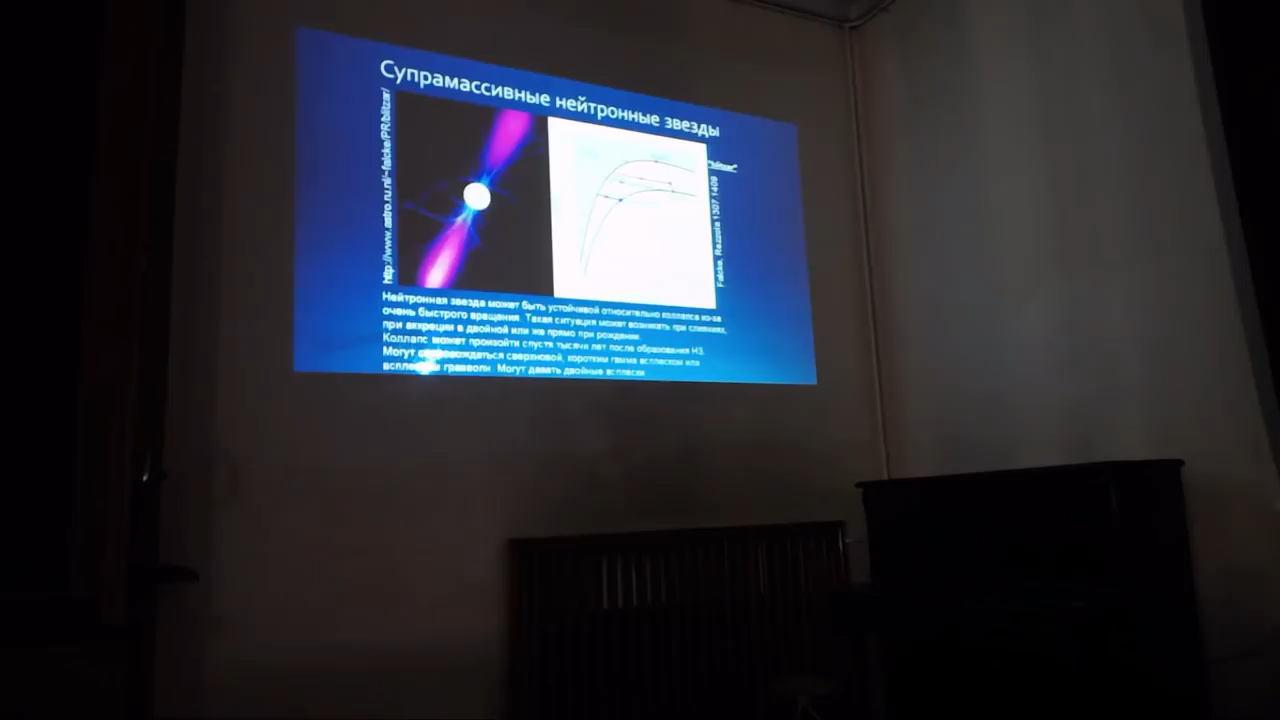 Супрамассивные нейтронные звезды
http://www.astro.ru.nl/~falcke/PR/blitzar/
"blitzar"
Falcke, Rezzolla 1307.1409
Нейтронная звезда может быть устойчивой относительно коллапса из-за
очень быстрого вращения. Такая ситуация может возникать при слияниях,
при аккреции в двойной или же прямо при рождении.
Коллапс может произойти спустя тысячи лет после образования НЗ.
Могут сопровождаться сверхновой, коротким гамма всплеском или
всплеском гравволн. Могут давать двойные всплески